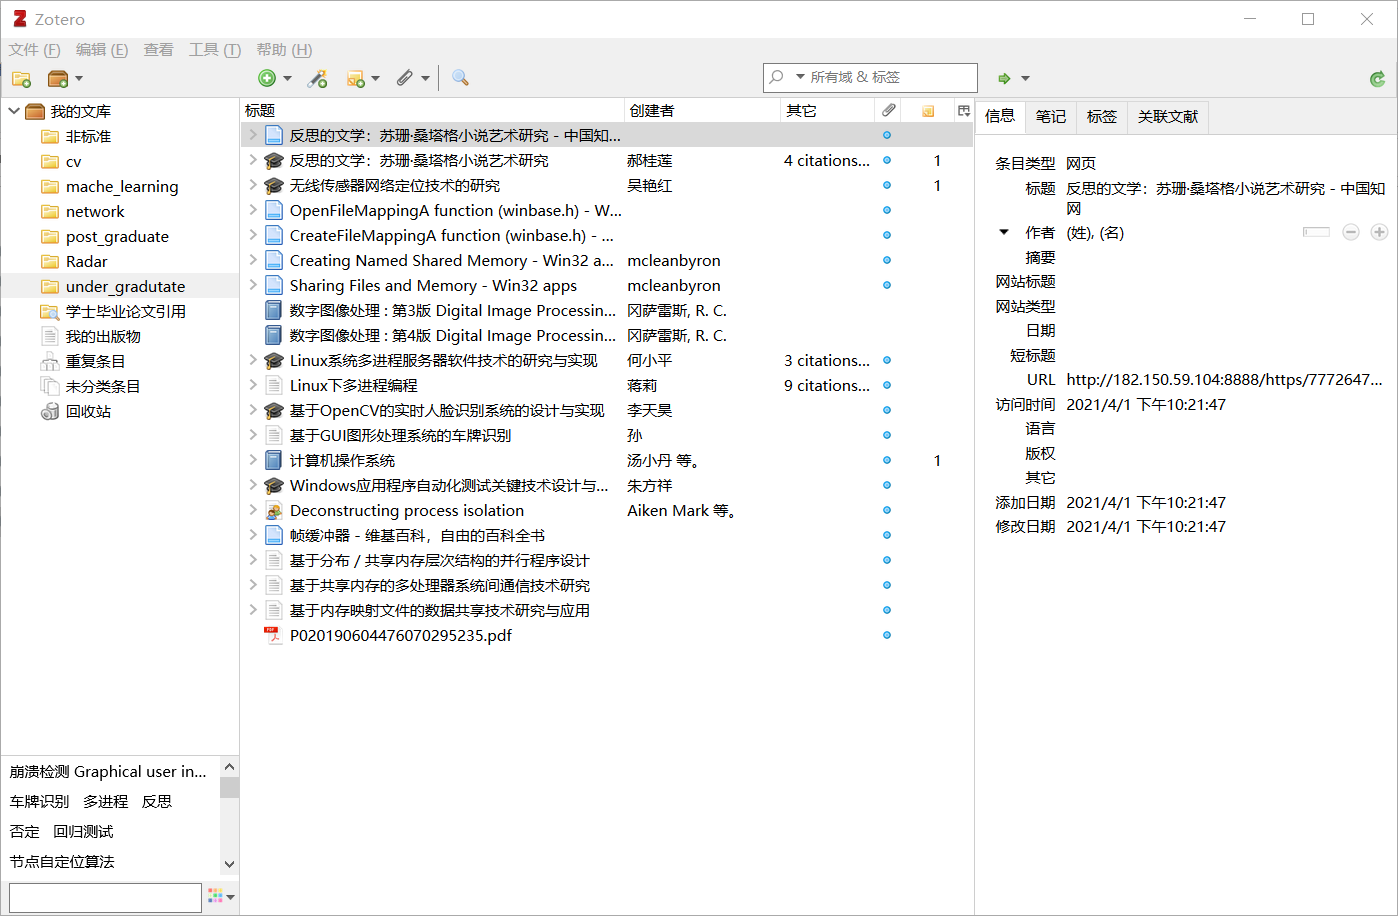 Zotero
文件 (F) 编辑 (E) 查看 工具 (T) 帮助 (H)
所有域 & 标签
我的文库
非标准
cv
mache_learning
network
post_graduate
Radar
under_gradutate
学士毕业论文引用
我的出版物
重复条目
未分类条目
回收站
崩溃检测 Graphical user in...
车牌识别 多进程 反思
否定 回归测试
节点自定位算法
标题 创建者 其它
反思的文学：苏珊·桑塔格小说艺术研究 - 中国知...
反思的文学：苏珊·桑塔格小说艺术研究 郝桂莲 4 citations... 1
无线传感器网络定位技术的研究 吴艳红 1
OpenFileMappingA function (winbase.h) - W...
CreateFileMappingA function (winbase.h) - ...
Creating Named Shared Memory - Win32 a... mcleanbyron
Sharing Files and Memory - Win32 apps mcleanbyron
数字图像处理 : 第3版 Digital Image Processin... 冈萨雷斯, R. C.
数字图像处理 : 第4版 Digital Image Processin... 冈萨雷斯, R. C.
Linux系统多进程服务器软件技术的研究与实现 何小平 3 citations...
Linux下多进程编程 蒋莉 9 citations...
基于OpenCV的实时人脸识别系统的设计与实现 李天昊
基于GUI图形处理系统的车牌识别 孙
计算机操作系统 汤小丹 等。 1
Windows应用程序自动化测试关键技术设计与... 朱方祥
Deconstructing process isolation Aiken Mark 等。
帧缓冲器 - 维基百科，自由的百科全书
基于分布 / 共享内存层次结构的并行程序设计
基于共享内存的多处理器系统间通信技术研究
基于内存映射文件的数据共享技术研究与应用
P020190604476070295235.pdf
信息 笔记 标签 关联文献
条目类型 网页
标题 反思的文学：苏珊·桑塔格小说艺术研究 - 中国知
网
作者 (姓), (名)
摘要
网站标题
网站类型
日期
短标题
URL http://182.150.59.104:8888/https/7772647...
访问时间 2021/4/1 下午10:21:47
语言
版权
其它
添加日期 2021/4/1 下午10:21:47
修改日期 2021/4/1 下午10:21:47